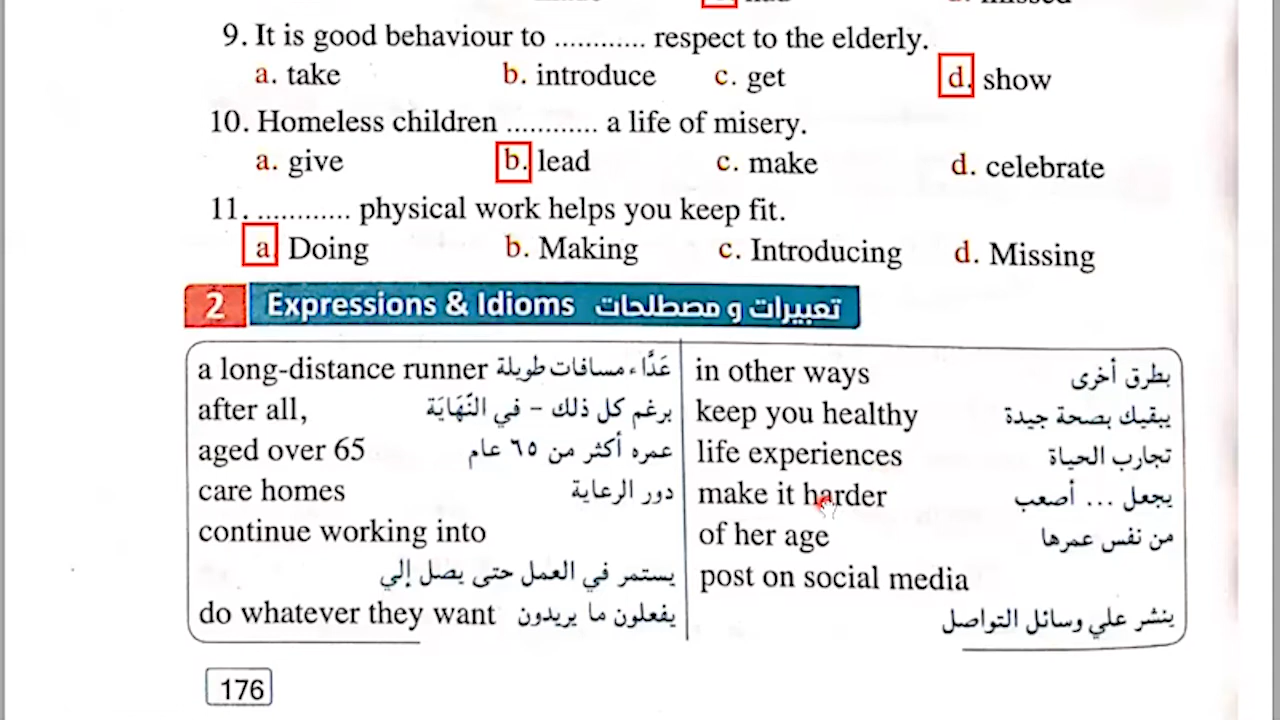 9. It is good behaviour to ............ respect to the elderly.
a. take b. introduce c. get d. show
10. Homeless children ............ a life of misery.
a. give b. lead c. make d. celebrate
11. ............ physical work helps you keep fit.
a Doing b. Making c. Introducing d. Missing
2 Expressions & Idioms تعبيرات و مصطلحات
a long-distance runner عَدَّاء مسافات طويلة
after all, برغم كل ذلك – في النَّهَايَة
aged over 65 عمره أكثر من ٦٥ عام
care homes دور الرعاية
continue working into
يستمر في العمل حتى يصل إلي
do whatever they want يفعلون ما يريدون
in other ways بطرق أخرى
keep you healthy يبقيك بصحة جيدة
life experiences تجارب الحياة
make it harder يجعل ... أصعب
of her age من نفس عمرها
post on social media
ينشر علي وسائل التواصل
176